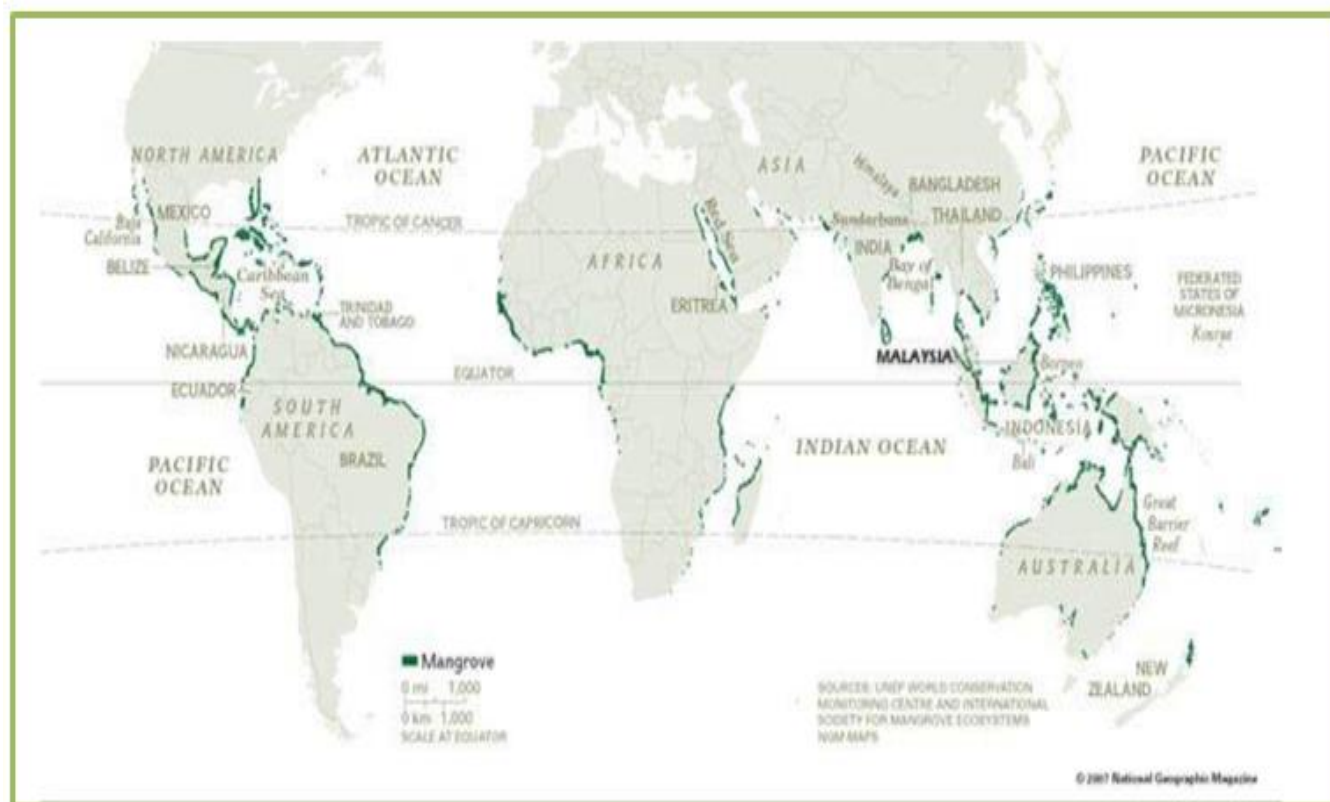 NORTH AMERICA
ATLANTIC
OCEAN
ASIA
Himalaya
PACIFIC
OCEAN
BANGLADESH
MEXICO
Baja
California
TROPIC OF CANCER
Red Sea
Sundarbans
THAILAND
INDIA
BELIZE
Caribbean
Sea
AFRICA
Bay of
Bengal
PHILIPPINES
FEDERATED
STATES OF
MICRONESIA
Kosrae
TRINIDAD
AND TOBAGO
ERITREA
NICARAGUA
MALAYSIA
Borneo
EQUATOR
ECUADOR
SOUTH
AMERICA
INDONESIA
BRAZIL
INDIAN OCEAN
Bali
PACIFIC
OCEAN
TROPIC OF CAPRICORN
Great
Barrier
Reef
AUSTRALIA
Mangrove
0 mi 1,000
0 km 1,000
SCALE AT EQUATOR
NEW
ZEALAND
SOURCES: UNEP WORLD CONSERVATION
MONITORING CENTRE AND INTERNATIONAL
SOCIETY FOR MANGROVE ECOSYSTEMS
NGM MAPS
© 2007 National Geographic Magazine